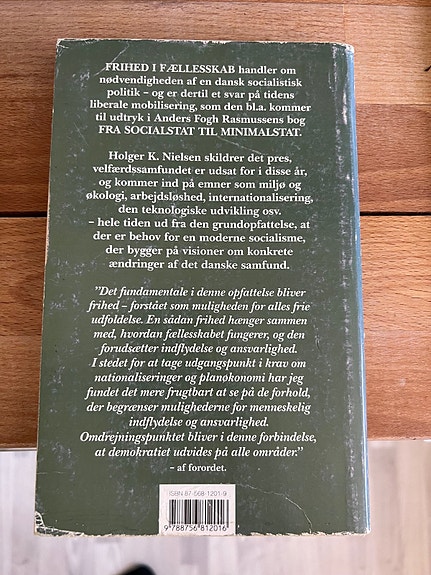 FRIHED I FÆLLESSKAB handler om
nødvendigheden af en dansk socialistisk
politik – og er dertil et svar på tidens
liberale mobilisering, som den bl.a. kommer
til udtryk i Anders Fogh Rasmussens bog
FRA SOCIALSTAT TIL MINIMALSTAT.
Holger K. Nielsen skildrer det pres,
velfærdssamfundet er udsat for i disse år,
og kommer ind på emner som miljø og
økologi, arbejdsløshed, internationalisering,
den teknologiske udvikling osv.
– hele tiden ud fra den grundopfattelse, at
der er behov for en moderne socialisme,
der bygger på visioner om konkrete
ændringer af det danske samfund.
”Det fundamentale i denne opfattelse bliver
frihed – forstået som muligheden for alles frie
udfoldelse. En sådan frihed hænger sammen
med, hvordan fællesskabet fungerer, og den
forudsætter indflydelse og ansvarlighed.
I stedet for at tage udgangspunkt i krav om
nationaliseringer og planøkonomi har jeg
fundet det mere frugtbart at se på de forhold,
der begrænser mulighederne for menneskelig
indflydelse og ansvarlighed.
Omdrejningspunktet bliver i denne forbindelse,
at demokratiet udvides på alle områder.”
– af forordet.
ISBN 87-568-1201-9
9 788756 812016